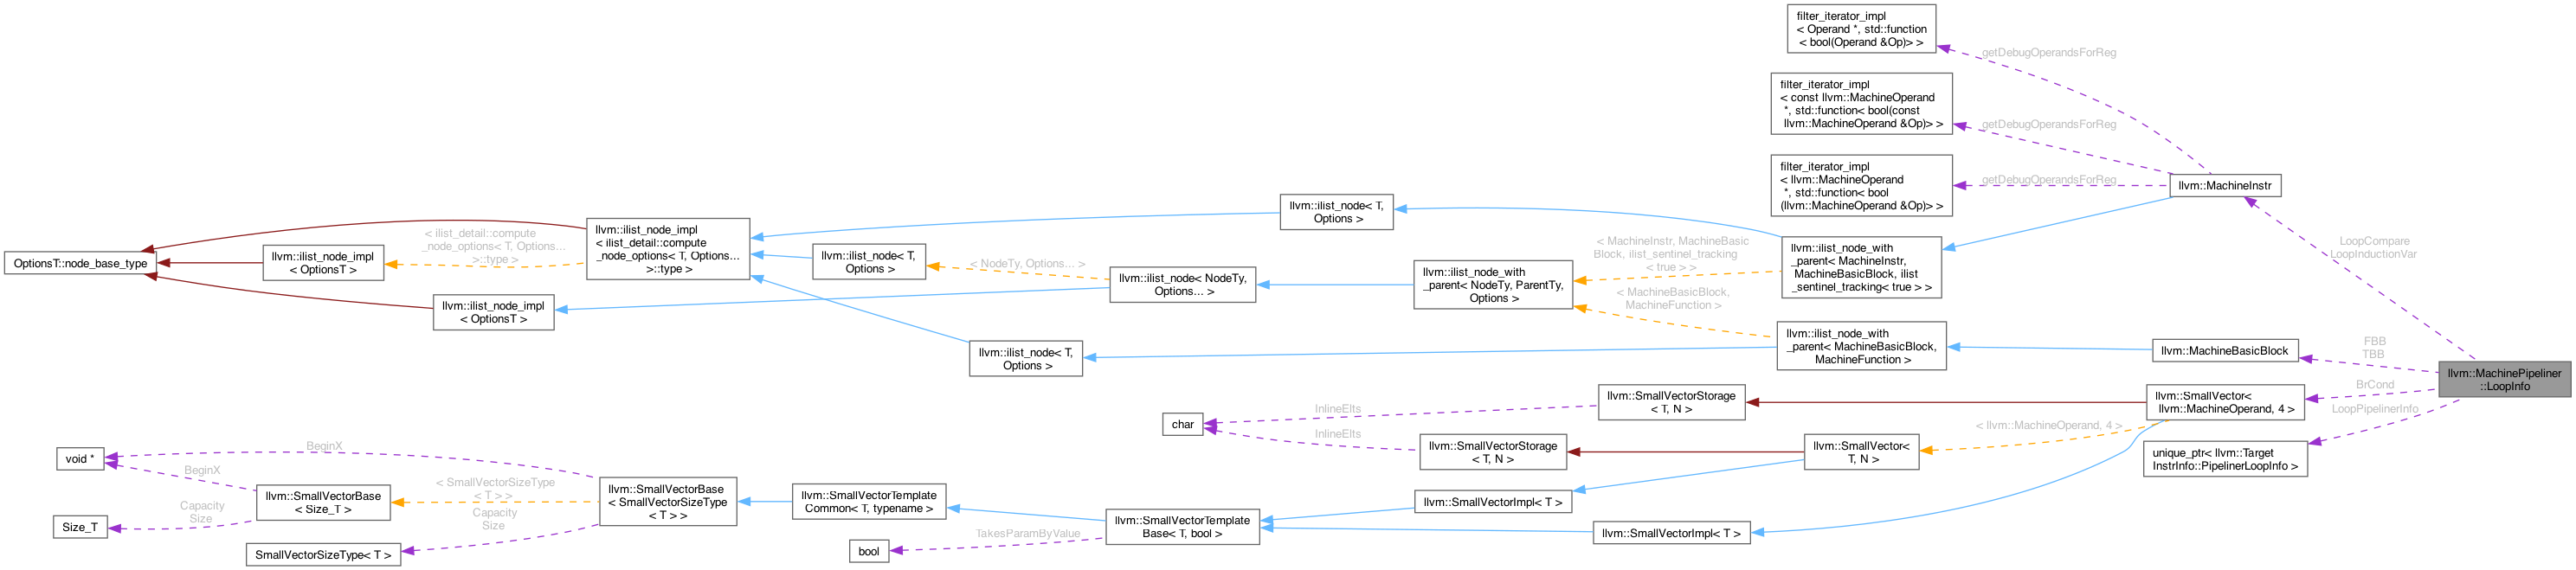 filter_iterator_impl
< Operand *, std::function
< bool(Operand &Op)> >
getDebugOperandsForReg
filter_iterator_impl
< const llvm::MachineOperand
*, std::function< bool(const
llvm::MachineOperand &Op)> >
getDebugOperandsForReg
filter_iterator_impl
< llvm::MachineOperand
*, std::function< bool
(llvm::MachineOperand &Op)> >
getDebugOperandsForReg
llvm::MachineInstr
llvm::ilist_node< T,
Options >
llvm::ilist_node_impl
< ilist_detail::compute
_node_options< T, Options...
>::type >
< ilist_detail::compute
_node_options< T, Options...
>::type >
OptionsT::node_base_type
llvm::ilist_node_impl
< OptionsT >
llvm::ilist_node< T,
Options >
< NodeTy, Options... >
llvm::ilist_node< NodeTy,
Options... >
llvm::ilist_node_with
_parent< NodeTy, ParentTy,
Options >
< MachineInstr, MachineBasic
Block, ilist_sentinel_tracking
< true > >
llvm::ilist_node_with
_parent< MachineInstr,
MachineBasicBlock, ilist
_sentinel_tracking< true > >
LoopCompare
LoopInductionVar
llvm::ilist_node_impl
< OptionsT >
< MachineBasicBlock,
MachineFunction >
llvm::ilist_node_with
_parent< MachineBasicBlock,
MachineFunction >
llvm::ilist_node< T,
Options >
llvm::MachineBasicBlock
FBB
TBB
llvm::MachinePipeliner
::LoopInfo
BrCond
LoopPipelinerInfo
llvm::SmallVector<
llvm::MachineOperand, 4 >
llvm::SmallVectorStorage
< T, N >
InlineElts
char
InlineElts
llvm::SmallVectorStorage
< T, N >
llvm::SmallVector<
T, N >
< llvm::MachineOperand, 4 >
unique_ptr< llvm::Target
InstrInfo::PipelinerLoopInfo >
void *
BeginX
BeginX
llvm::SmallVectorBase
< Size_T >
< SmallVectorSizeType
< T > >
llvm::SmallVectorBase
< SmallVectorSizeType
< T > >
llvm::SmallVectorTemplate
Common< T, typename >
llvm::SmallVectorImpl< T >
Capacity
Size
Size_T
Capacity
Size
SmallVectorSizeType< T >
llvm::SmallVectorTemplate
Base< T, bool >
TakesParamByValue
bool
llvm::SmallVectorImpl< T >